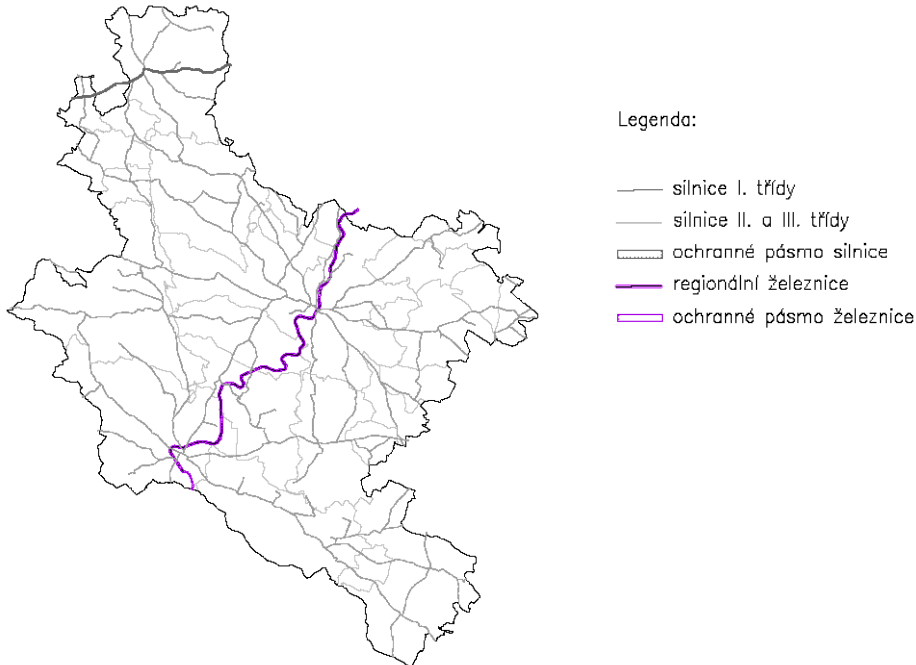 Legenda:
silnice I. třídy
silnice II. a III. třídy
ochranné pásmo silnice
regionální železnice
ochranné pásmo železnice